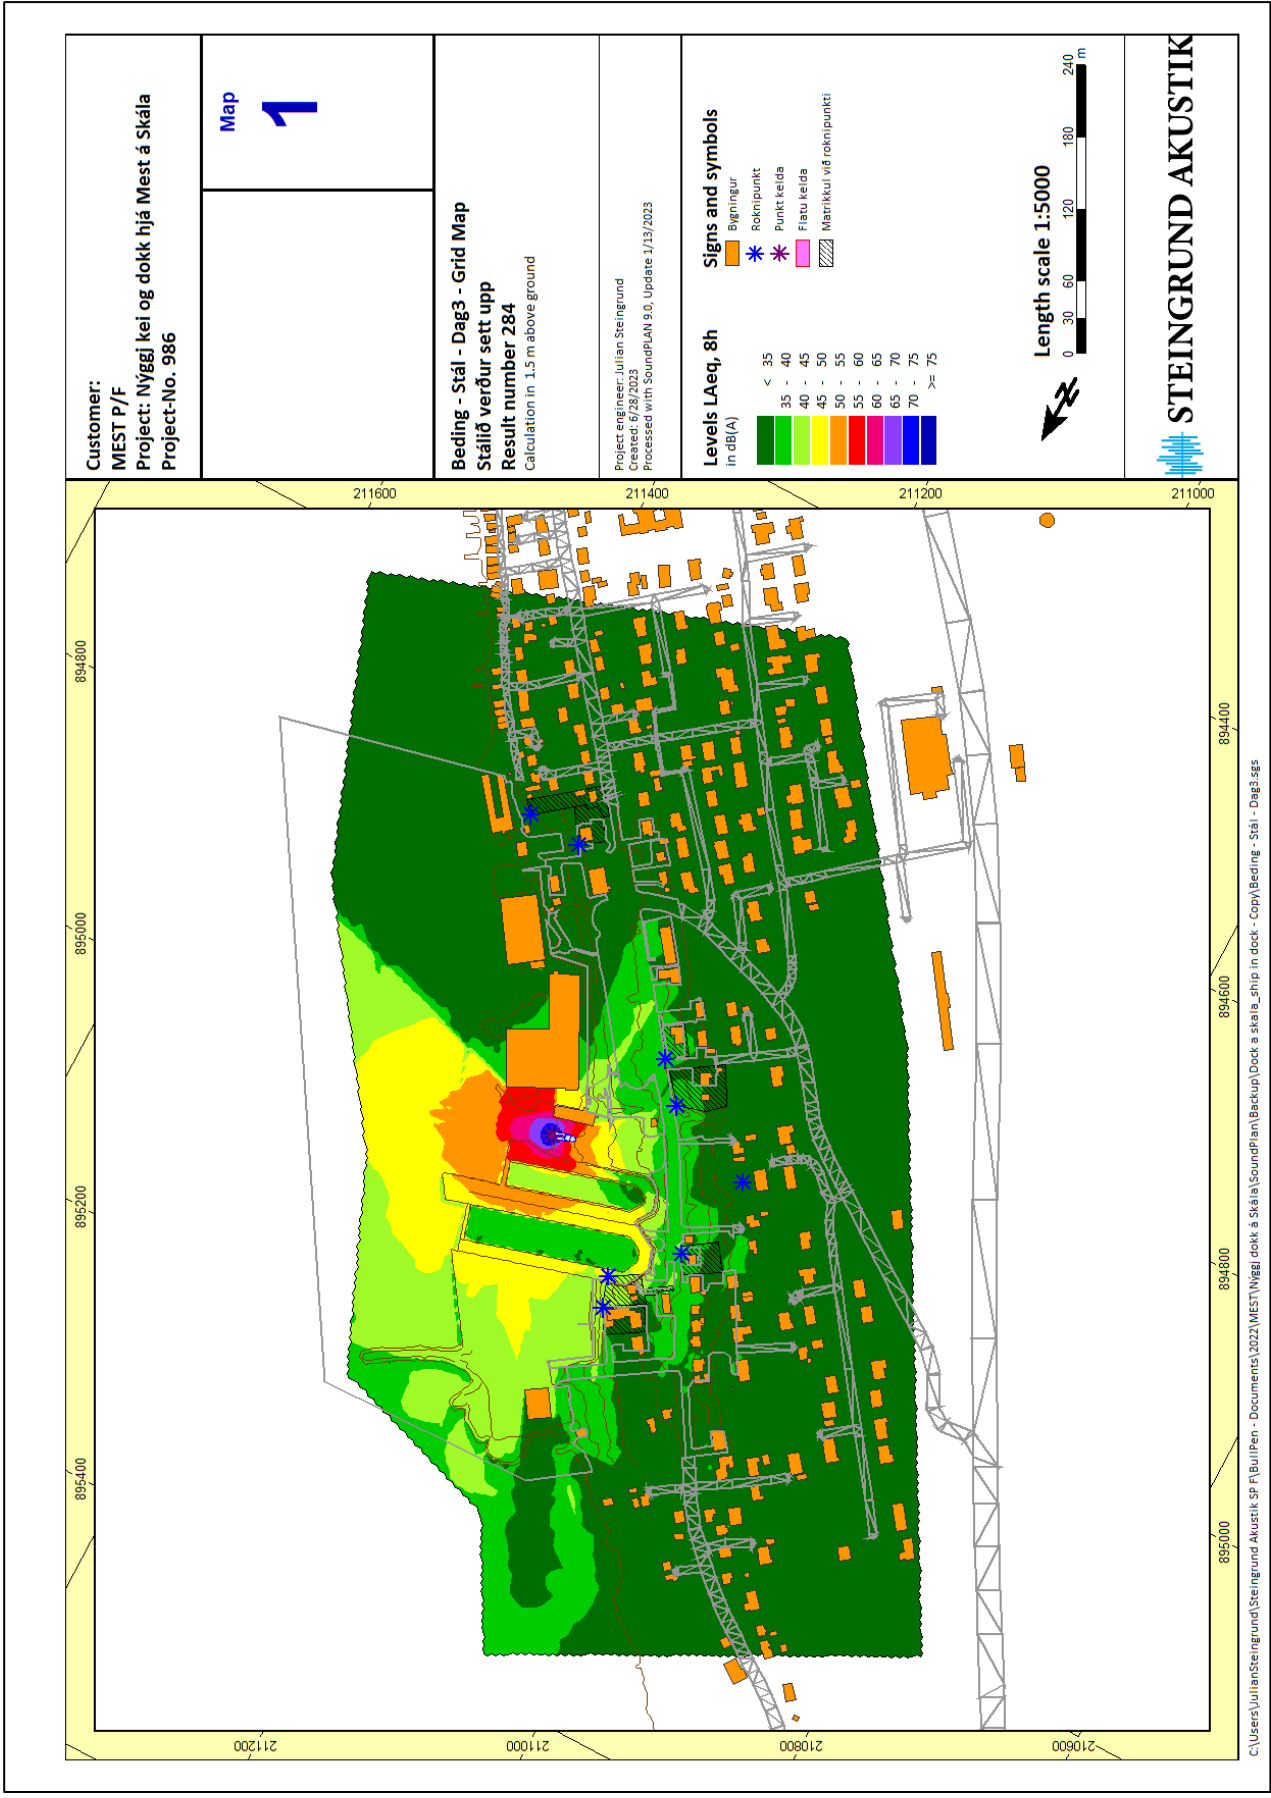 Customer:
MEST P/F
Project: Nýggj kei og dokk hjá Mest á Skála
Project-No. 986
Map
1
Beding - Stál - Dag3 - Grid Map
Stálið verður sett upp
Result number 284
Calculation in 1.5 m above ground
Project engineer: Julian Steingrund
Created: 6/28/2023
Processed with SoundPLAN 9.0, Update 1/13/2023
Levels LAeq, 8h
in dB(A)
< 35
35 - 40
40 - 45
45 - 50
50 - 55
55 - 60
60 - 65
65 - 70
70 - 75
>= 75
Signs and symbols
Bygningur
Roknipunkt
Punkt kelda
Flatu kelda
Matrikkul við roknipunkti
Length scale 1:5000
0 30 60 120 180 240
m
STEINGRUND AKUSTIK
211600
211400
211200
211000
894800
895000
895200
895400
894400
894600
894800
895000
211200
211000
210800
210600
C:\Users\JulianSteingrund\Steingrund Akustik SP F\BullPen - Documents\2022\MEST\Nýggj dokk á Skála\SoundPlan\Backup\Dock a skala_ship in dock - Copy\Beding - Stál - Dag3.sgs